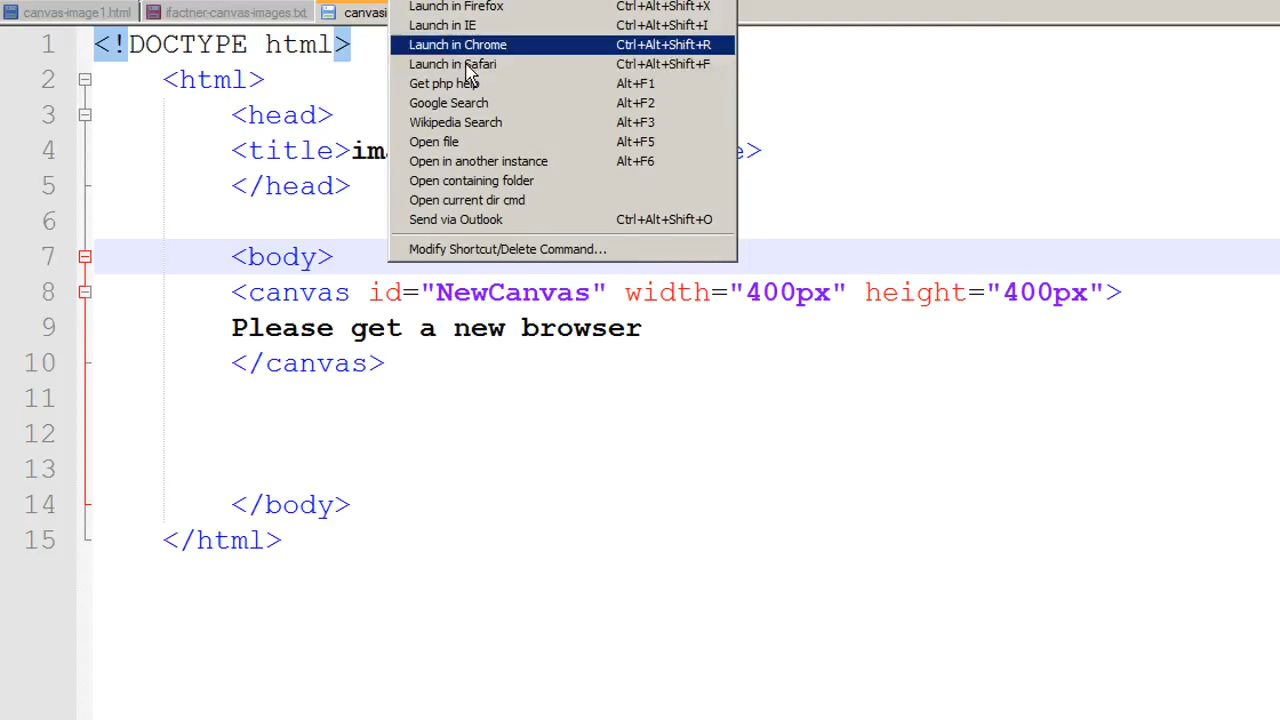 canvas-image1.html ifactner-canvas-images.txt canvasi
Launch in Firefox Ctrl+Alt+Shift+X
Launch in IE Ctrl+Alt+Shift+I
Launch in Chrome Ctrl+Alt+Shift+R
Launch in Safari Ctrl+Alt+Shift+F
Get php help Alt+F1
Google Search Alt+F2
Wikipedia Search Alt+F3
Open file Alt+F5
Open in another instance Alt+F6
Open containing folder
Open current dir cmd
Send via Outlook Ctrl+Alt+Shift+O
Modify Shortcut/Delete Command...
1 <!DOCTYPE html>
2 <html>
3 <head>
4 <title>im e>
5 </head>
6
7 <body>
8 <canvas id="NewCanvas" width="400px" height="400px">
9 Please get a new browser
10 </canvas>
11
12
13
14 </body>
15 </html>